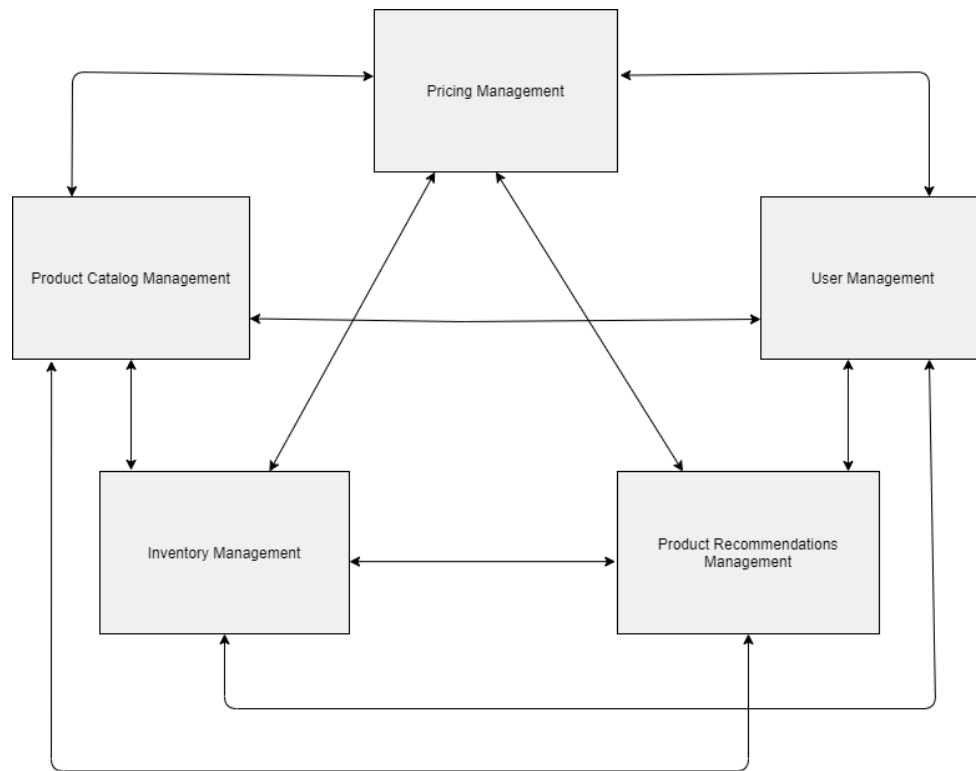 Pricing Management
Product Catalog Management
User Management
Inventory Management
Product Recommendations
Management